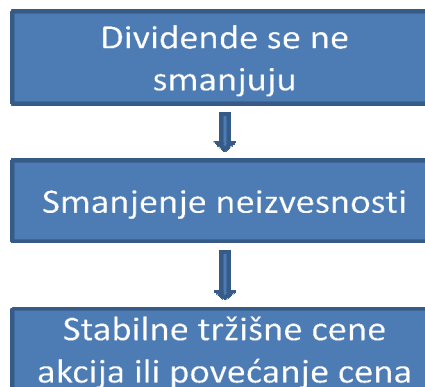 Dividende se ne
smanjuju
Smanjenje neizvesnosti
Stabilne tržišne cene
akcija ili povećanje cena